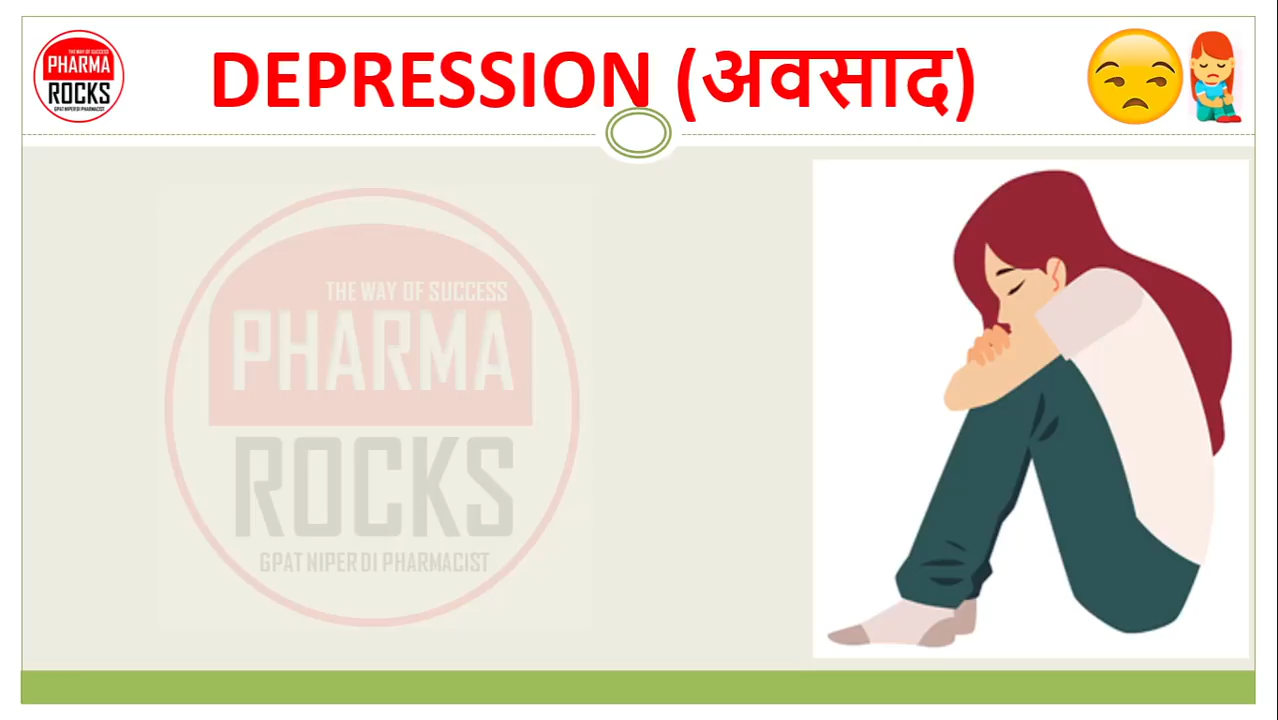 THE WAY OF SUCCESS
PHARMA
ROCKS
GPAT NIPER DI PHARMACIST
DEPRESSION (अवसाद)
THE WAY OF SUCCESS
PHARMA
ROCKS
GPAT NIPER DI PHARMACIST